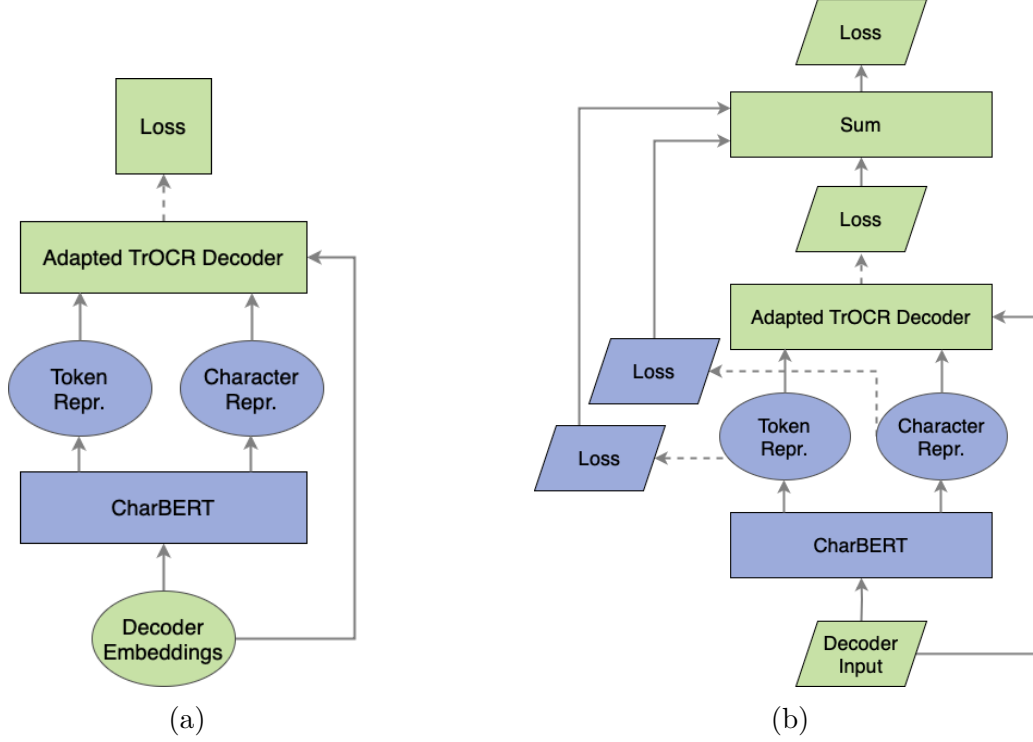 Loss
Adapted TrOCR Decoder
Token
Repr.
Character
Repr.
CharBERT
Decoder
Embeddings
(a)
Loss
Sum
Loss
Adapted TrOCR Decoder
Loss
Loss
Token
Repr.
Character
Repr.
CharBERT
Decoder
Input
(b)